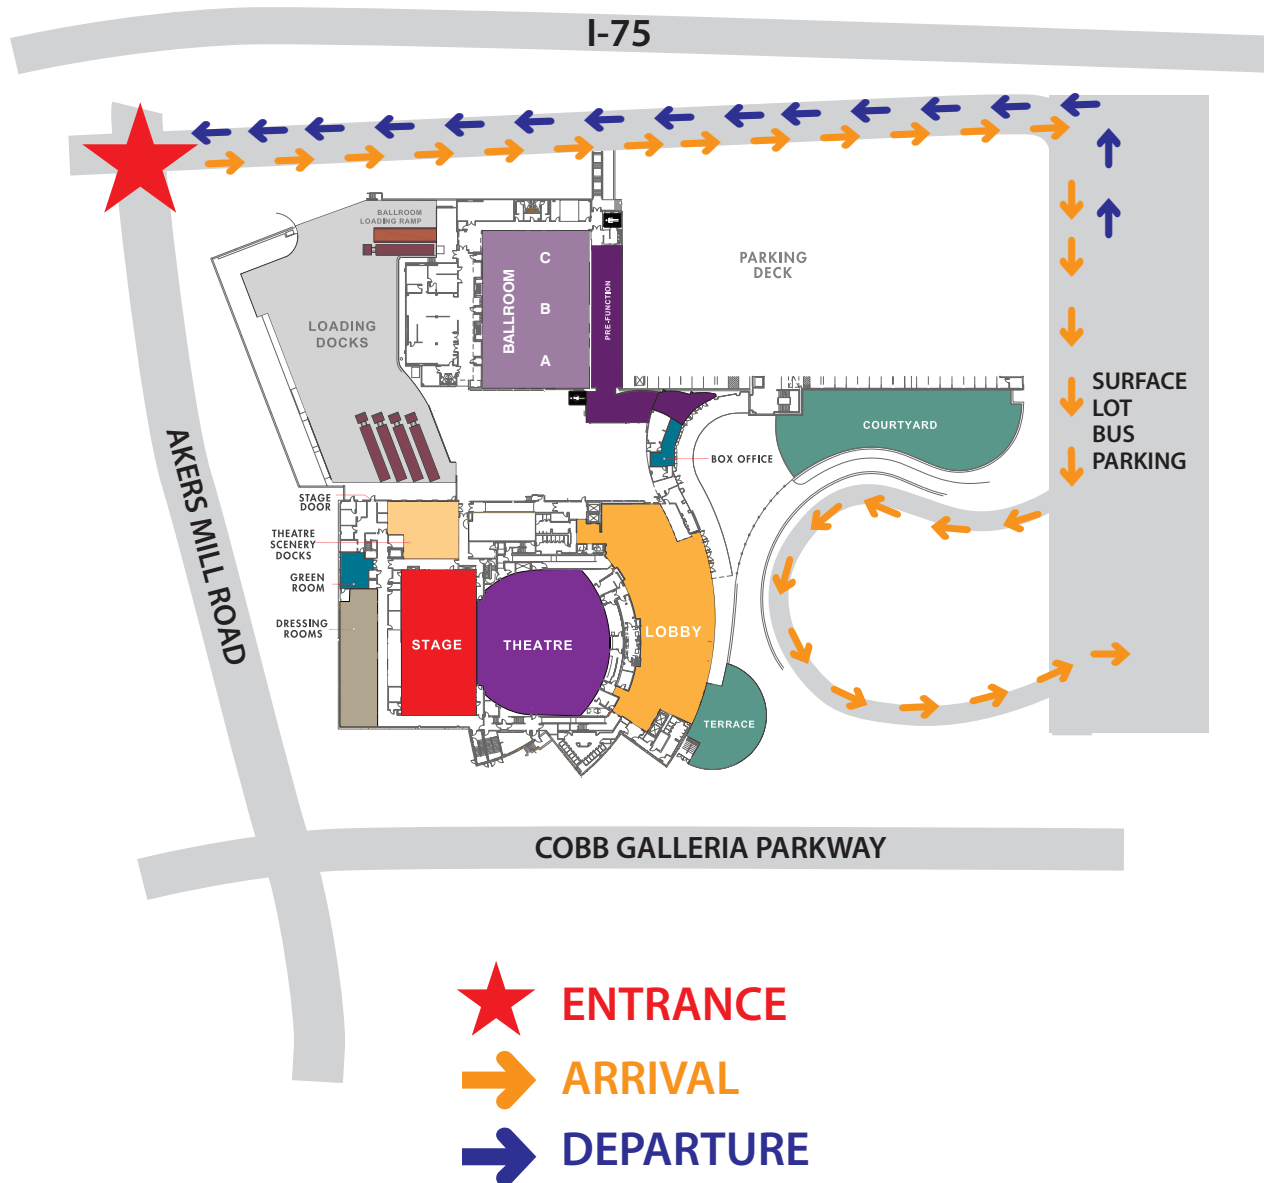 I-75
BALLROOM
LOADING RAMP
C
BALLROOM
B
A
PRE-FUNCTION
PARKING
DECK
LOADING
DOCKS
SURFACE
LOT
BUS
PARKING
COURTYARD
BOX OFFICE
AKERS MILL ROAD
STAGE
DOOR
THEATRE
SCENERY
DOCKS
GREEN
ROOM
DRESSING
ROOMS
STAGE
THEATRE
LOBBY
TERRACE
COBB GALLERIA PARKWAY
ENTRANCE
ARRIVAL
DEPARTURE